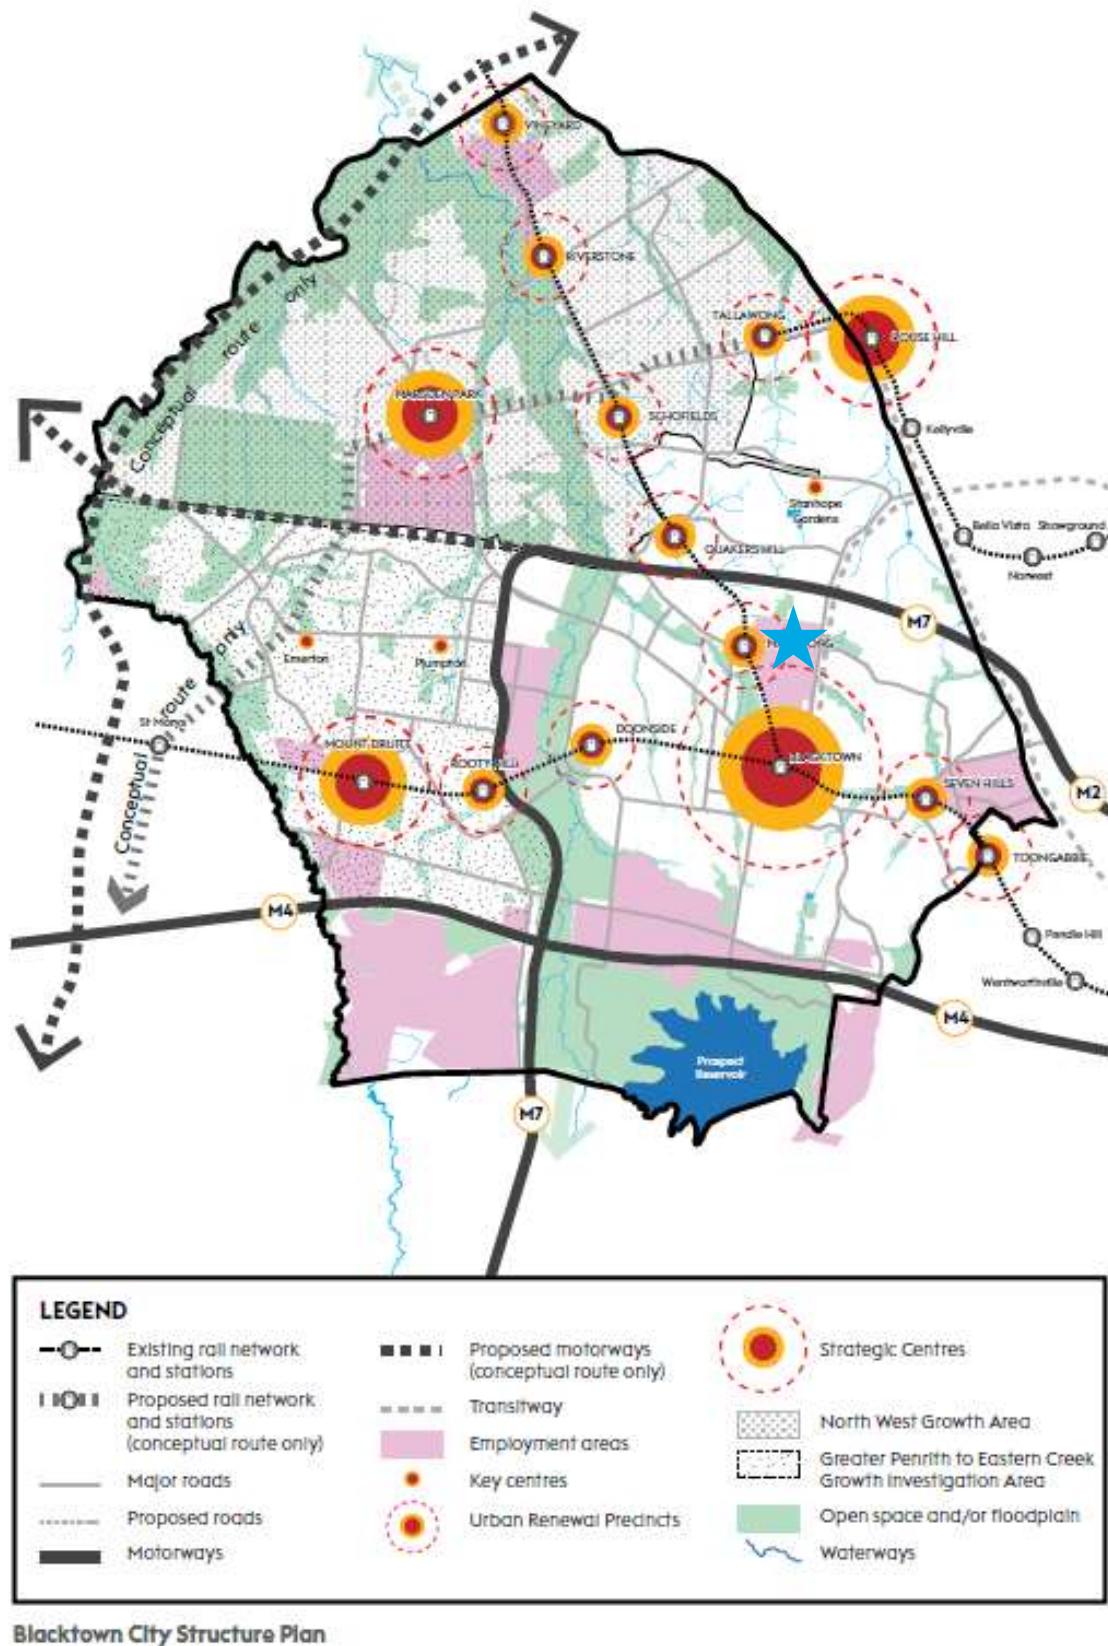 VINEYARD
RIVERSTONE
TALLAWONG
ROUSE HILL
Conceptual route only
MARSDEN PARK
SCHOFIELDS
Kellyville
Stanhope
Gardens
Bella Vista
Showground
Norwest
QUAKERS HILL
M7
Emerton
Plumpton
St Marys
Conceptual route only
MOUNT DRUITT
ROOTY HILL
DOONSIDE
BLACKTOWN
SEVEN HILLS
M2
TOONGABBIE
M4
Pendle Hill
Wentworthville
M4
Prospect
Reservoir
M7
LEGEND
Existing rail network
and stations
Proposed rail network
and stations
(conceptual route only)
Major roads
Proposed roads
Motorways
Proposed motorways
(conceptual route only)
Transitway
Employment areas
Key centres
Urban Renewal Precincts
Strategic Centres
North West Growth Area
Greater Penrith to Eastern Creek
Growth Investigation Area
Open space and/or floodplain
Waterways
Blacktown City Structure Plan